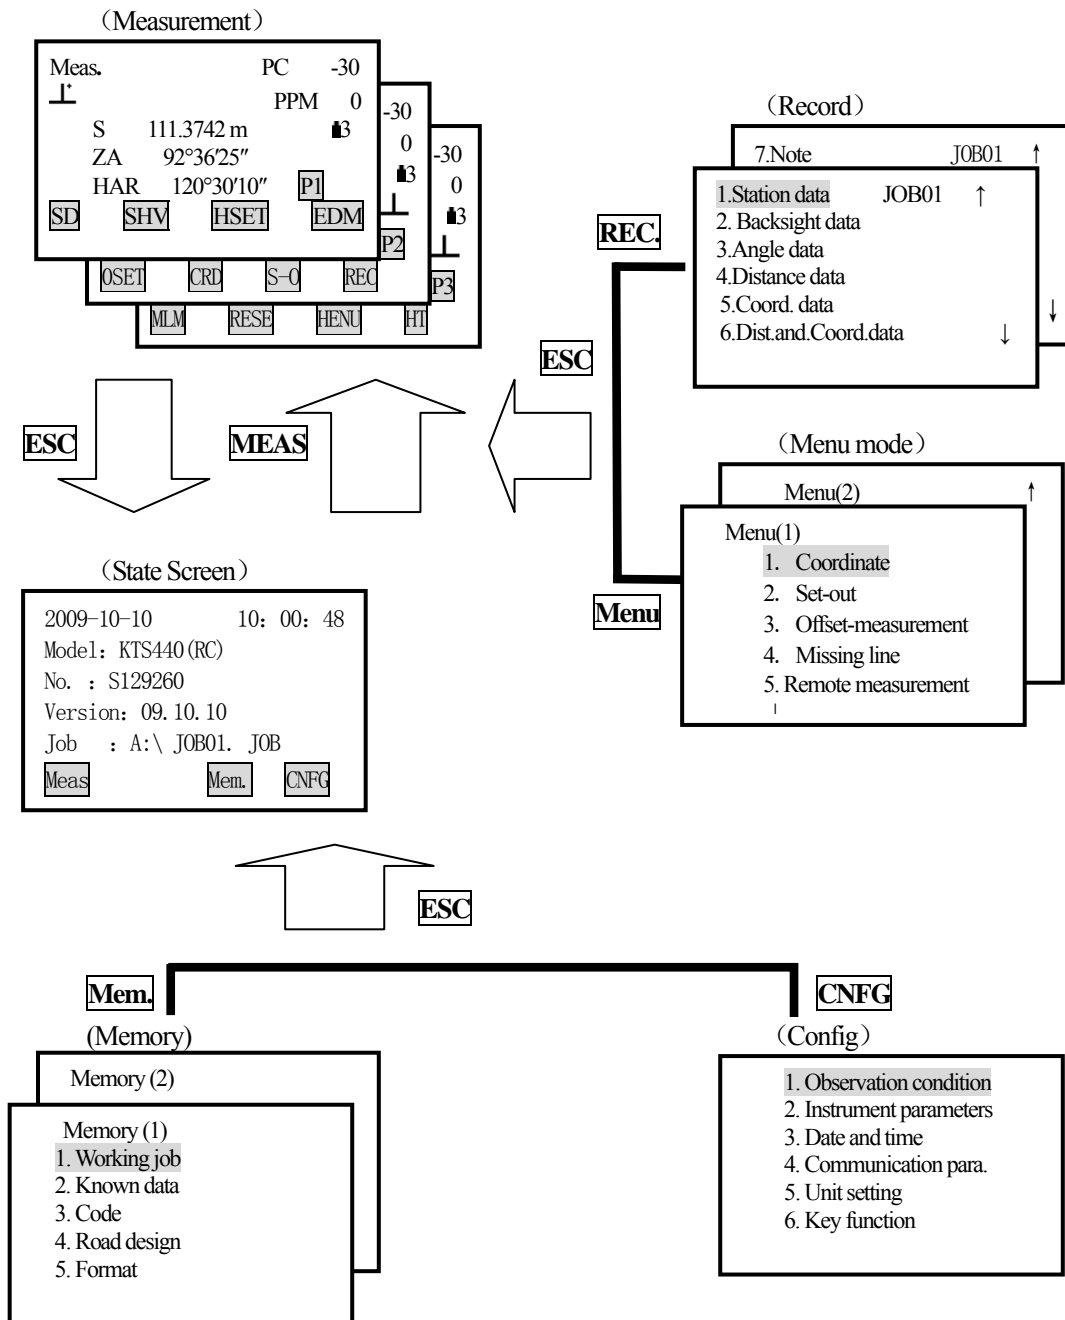 （Measurement）
Meas. PC -30
PPM 0
S 111.3742 m 3
ZA 92°36′25″
HAR 120°30′10″ P1
SD SHV HSET EDM
-30
0
3
P2
OSET CRD S-O REC
-30
0
3
P3
MLM RESE HENU HT
（Record）
7.Note JOB01 ↑
1.Station data JOB01 ↑
2. Backsight data
3.Angle data
4.Distance data
5.Coord. data
6.Dist.and.Coord.data ↓
↓
REC.
ESC
ESC
MEAS
Menu
（Menu mode）
Menu(2) ↑
Menu(1)
1. Coordinate
2. Set-out
3. Offset-measurement
4. Missing line
5. Remote measurement
（State Screen）
2009-10-10 10：00：48
Model：KTS440(RC)
No. ：S129260
Version：09.10.10
Job ：A:\ JOB01. JOB
Meas Mem. CNFG
ESC
Mem.
CNFG
(Memory)
Memory (2)
Memory (1)
1. Working job
2. Known data
3. Code
4. Road design
5. Format
（Config）
1. Observation condition
2. Instrument parameters
3. Date and time
4. Communication para.
5. Unit setting
6. Key function